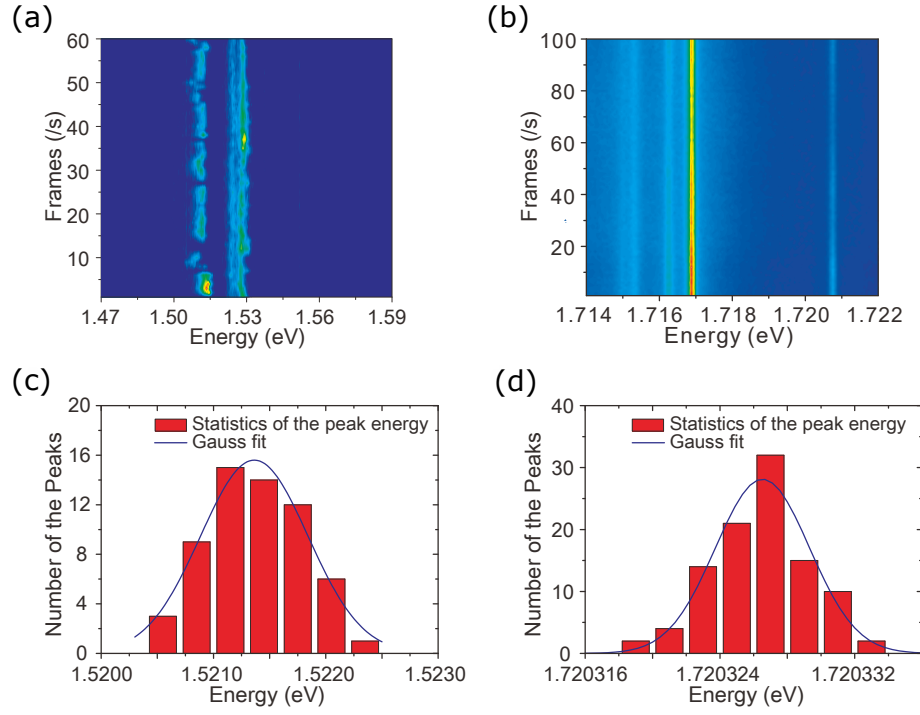 (a)
60
50
40
30
20
10
Frames (/s)
1.47 1.50 1.53 1.56 1.59
Energy (eV)
(b)
100
80
60
40
20
Frames (/s)
1.714 1.716 1.718 1.720 1.722
Energy (eV)
(c)
20
16
12
8
4
0
Number of the Peaks
Statistics of the peak energy
Gauss fit
1.5200 1.5210 1.5220 1.5230
Energy (eV)
(d)
40
30
20
10
0
Number of the Peaks
Statistics of the peak energy
Gauss fit
1.720316 1.720324 1.720332
Energy (eV)